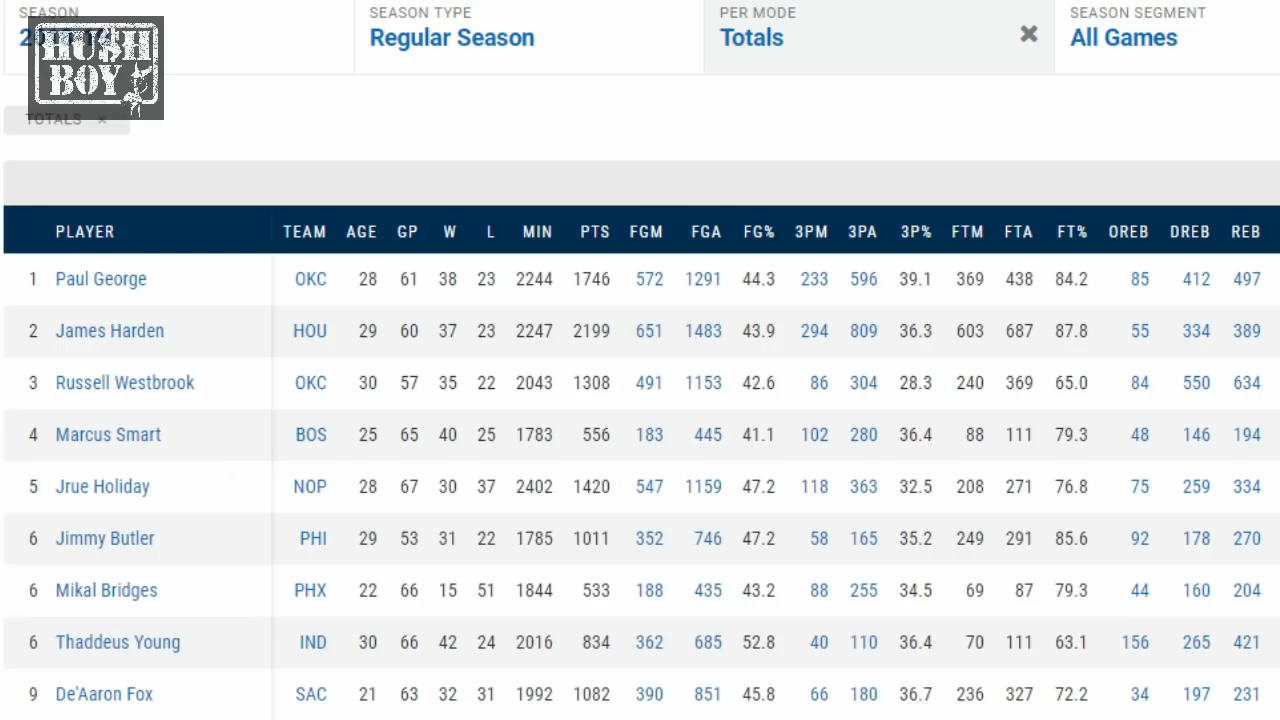 SEASON SEASON TYPE PER MODE SEASON SEGMENT
Regular Season Totals All Games
HU$H
BOY
TOTALS ×
PLAYER TEAM AGE GP W L MIN PTS FGM FGA FG% 3PM 3PA 3P% FTM FTA FT% OREB DREB REB
1 Paul George OKC 28 61 38 23 2244 1746 572 1291 44.3 233 596 39.1 369 438 84.2 85 412 497
2 James Harden HOU 29 60 37 23 2247 2199 651 1483 43.9 294 809 36.3 603 687 87.8 55 334 389
3 Russell Westbrook OKC 30 57 35 22 2043 1308 491 1153 42.6 86 304 28.3 240 369 65.0 84 550 634
4 Marcus Smart BOS 25 65 40 25 1783 556 183 445 41.1 102 280 36.4 88 111 79.3 48 146 194
5 Jrue Holiday NOP 28 67 30 37 2402 1420 547 1159 47.2 118 363 32.5 208 271 76.8 75 259 334
6 Jimmy Butler PHI 29 53 31 22 1785 1011 352 746 47.2 58 165 35.2 249 291 85.6 92 178 270
6 Mikal Bridges PHX 22 66 15 51 1844 533 188 435 43.2 88 255 34.5 69 87 79.3 44 160 204
6 Thaddeus Young IND 30 66 42 24 2016 834 362 685 52.8 40 110 36.4 70 111 63.1 156 265 421
9 De'Aaron Fox SAC 21 63 32 31 1992 1082 390 851 45.8 66 180 36.7 236 327 72.2 34 197 231